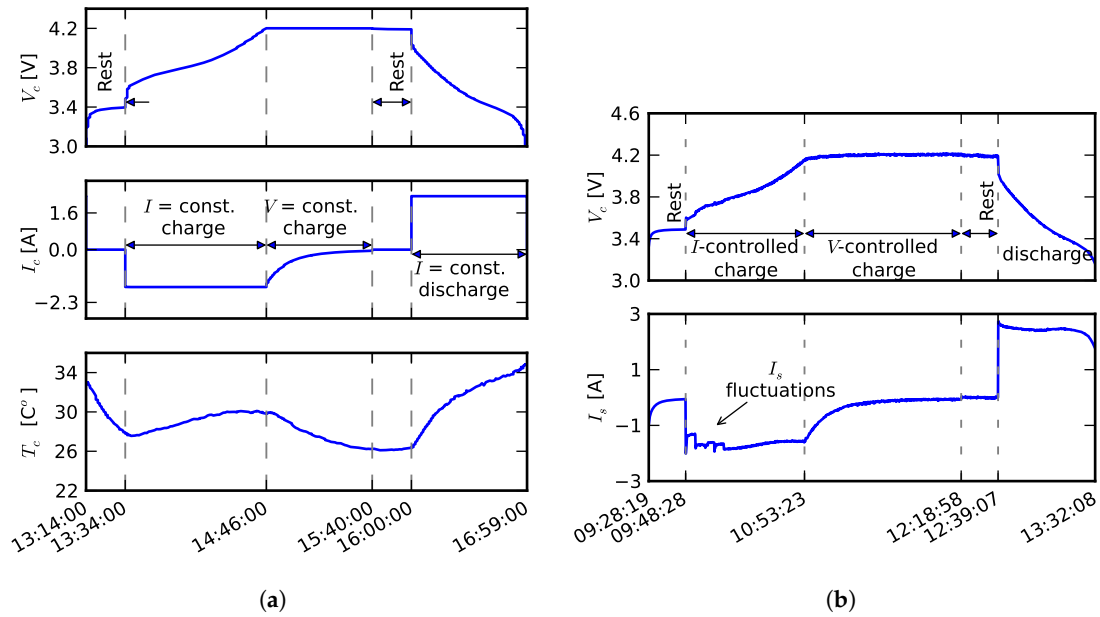 4.2
3.8
3.4
3.0
V_c [V]
Rest
Rest
1.6
0.0
−2.3
I_c [A]
I = const.
charge
V = const.
charge
I = const.
discharge
34
30
26
22
T_c [C°]
13:14:00
13:34:00
14:46:00
15:40:00
16:00:00
16:59:00
(a)
4.6
4.2
3.8
3.4
3.0
V_c [V]
Rest
Rest
I-controlled
charge
V-controlled
charge
discharge
3
1
−1
−3
I_s [A]
I_s
fluctuations
09:28:19
09:48:28
10:53:23
12:18:58
12:39:07
13:32:08
(b)